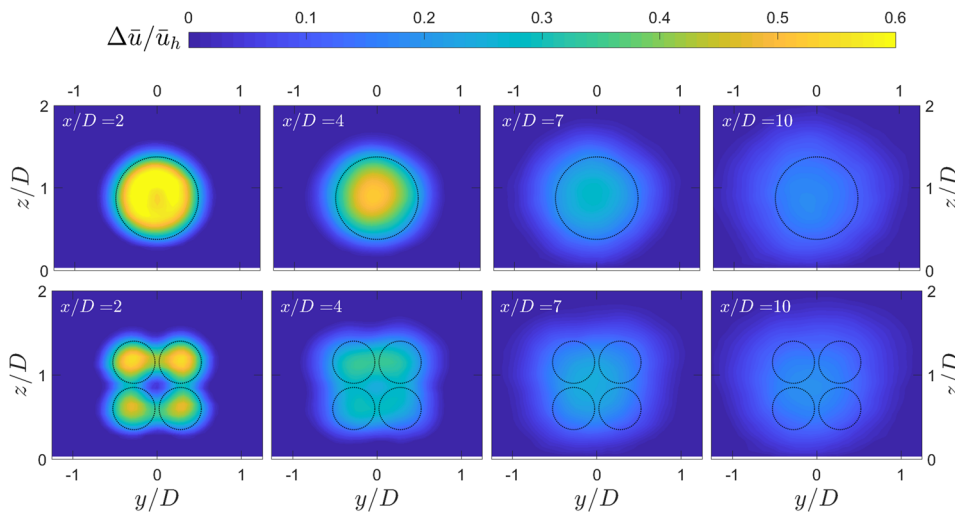 0 0.1 0.2 0.3 0.4 0.5 0.6
Δū/ūₕ
-1 0 1 -1 0 1 -1 0 1 -1 0 1
2 x/D =2 x/D =4 x/D =7 x/D =10 2
z/D 1 1 z/D
0 0
2 x/D =2 x/D =4 x/D =7 x/D =10 2
z/D 1 1 z/D
0 0
-1 0 1 -1 0 1 -1 0 1 -1 0 1
y/D y/D y/D y/D